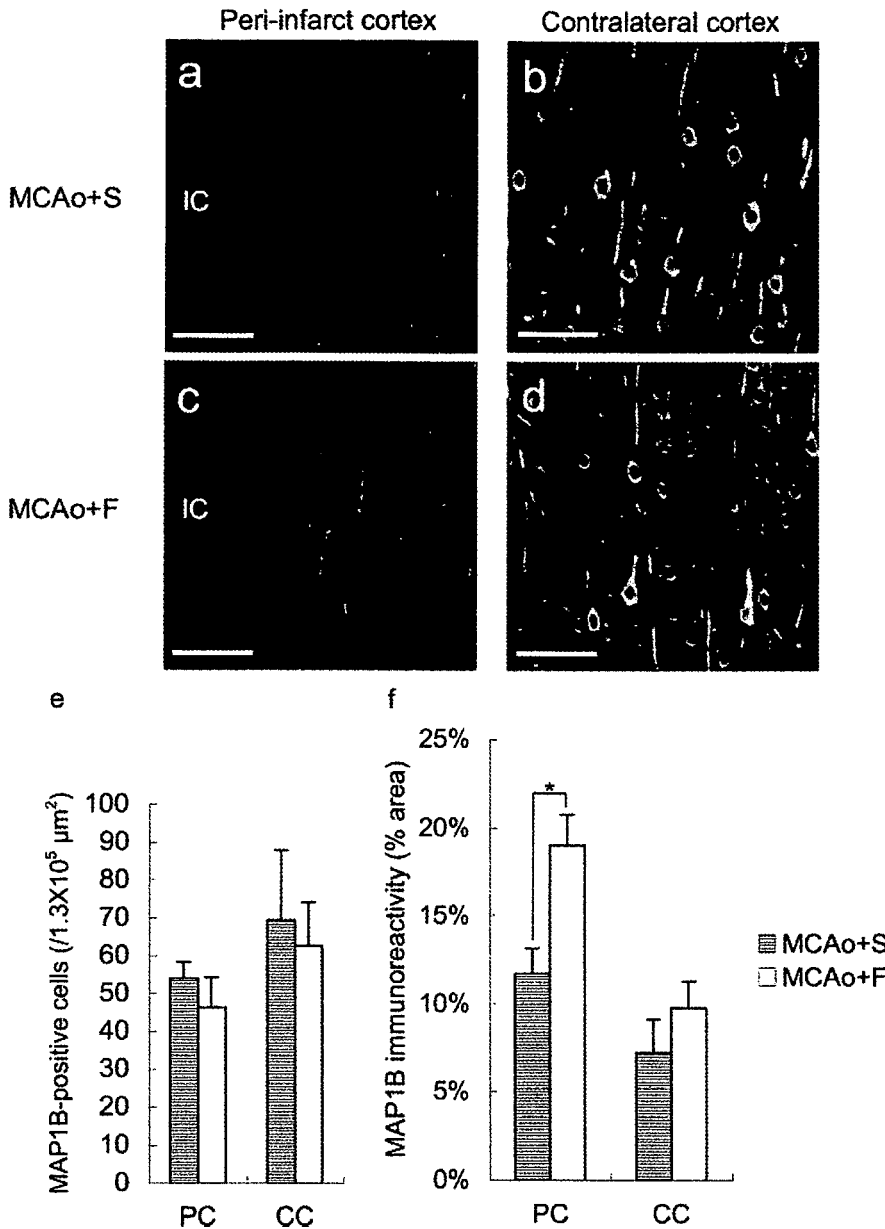 Peri-infarct cortex
Contralateral cortex
a
b
MCAo+S
IC
c
d
MCAo+F
IC
e
f
MAP1B-positive cells (/1.3X10⁵ µm²)
100
90
80
70
60
50
40
30
20
10
0
PC
CC
MAP1B immunoreactivity (% area)
25%
20%
15%
10%
5%
0%
*
PC
CC
MCAo+S
MCAo+F